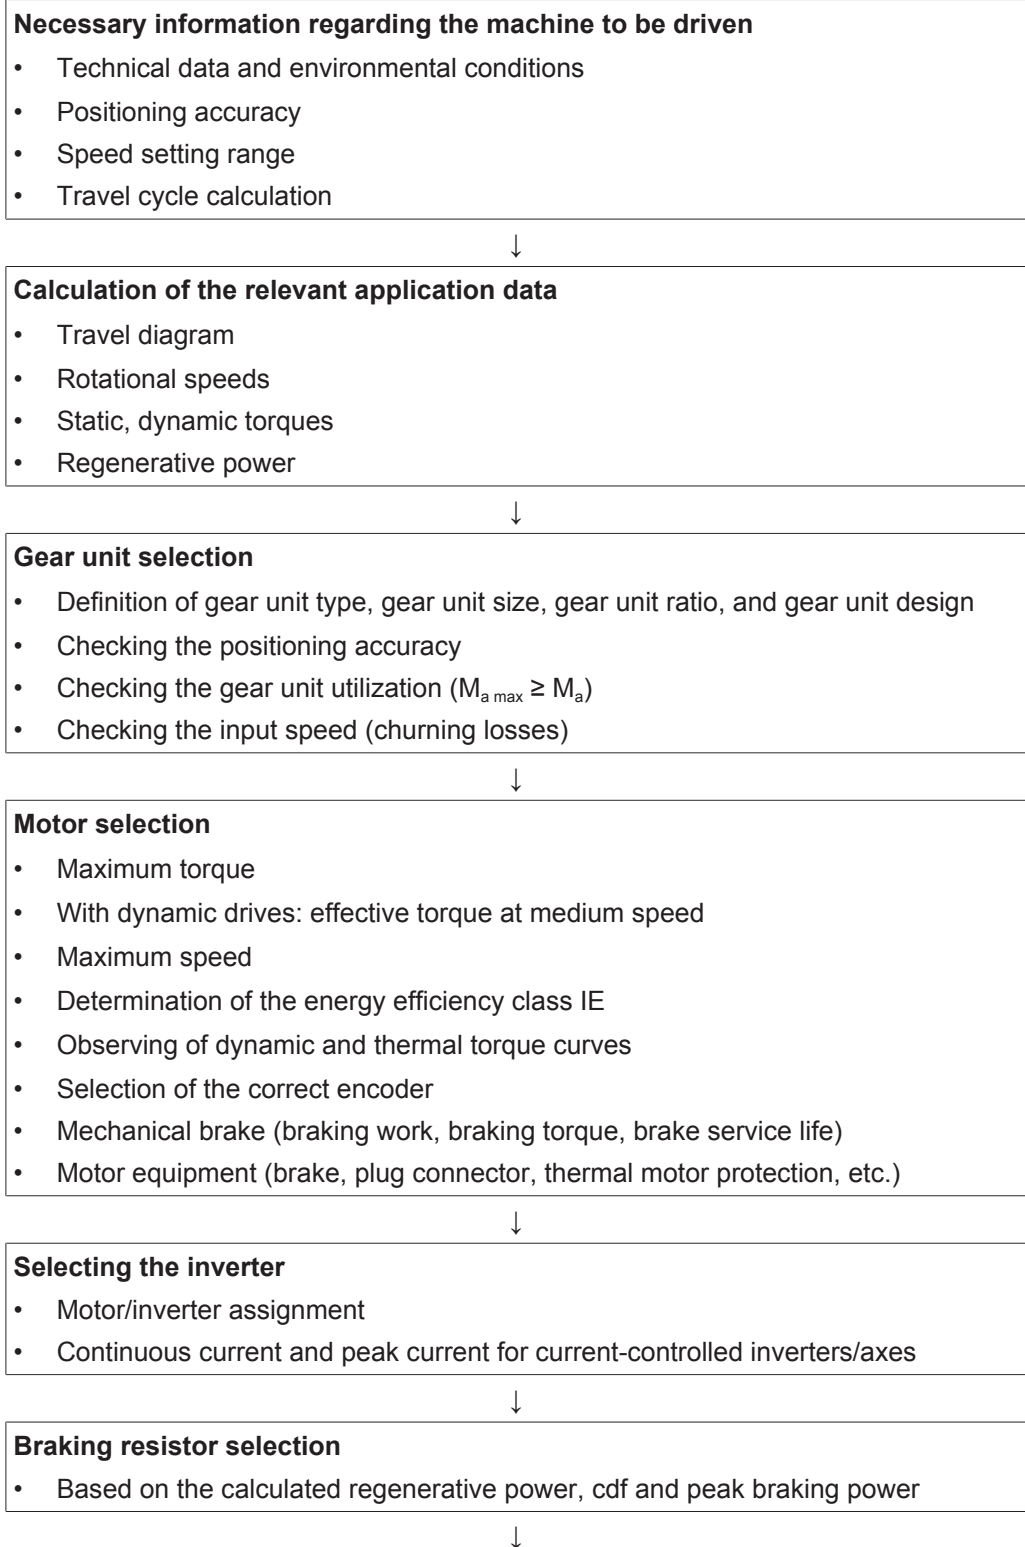 Necessary information regarding the machine to be driven
• Technical data and environmental conditions
• Positioning accuracy
• Speed setting range
• Travel cycle calculation
↓
Calculation of the relevant application data
• Travel diagram
• Rotational speeds
• Static, dynamic torques
• Regenerative power
↓
Gear unit selection
• Definition of gear unit type, gear unit size, gear unit ratio, and gear unit design
• Checking the positioning accuracy
• Checking the gear unit utilization (Ma max ≥ Ma)
• Checking the input speed (churning losses)
↓
Motor selection
• Maximum torque
• With dynamic drives: effective torque at medium speed
• Maximum speed
• Determination of the energy efficiency class IE
• Observing of dynamic and thermal torque curves
• Selection of the correct encoder
• Mechanical brake (braking work, braking torque, brake service life)
• Motor equipment (brake, plug connector, thermal motor protection, etc.)
↓
Selecting the inverter
• Motor/inverter assignment
• Continuous current and peak current for current-controlled inverters/axes
↓
Braking resistor selection
• Based on the calculated regenerative power, cdf and peak braking power
↓